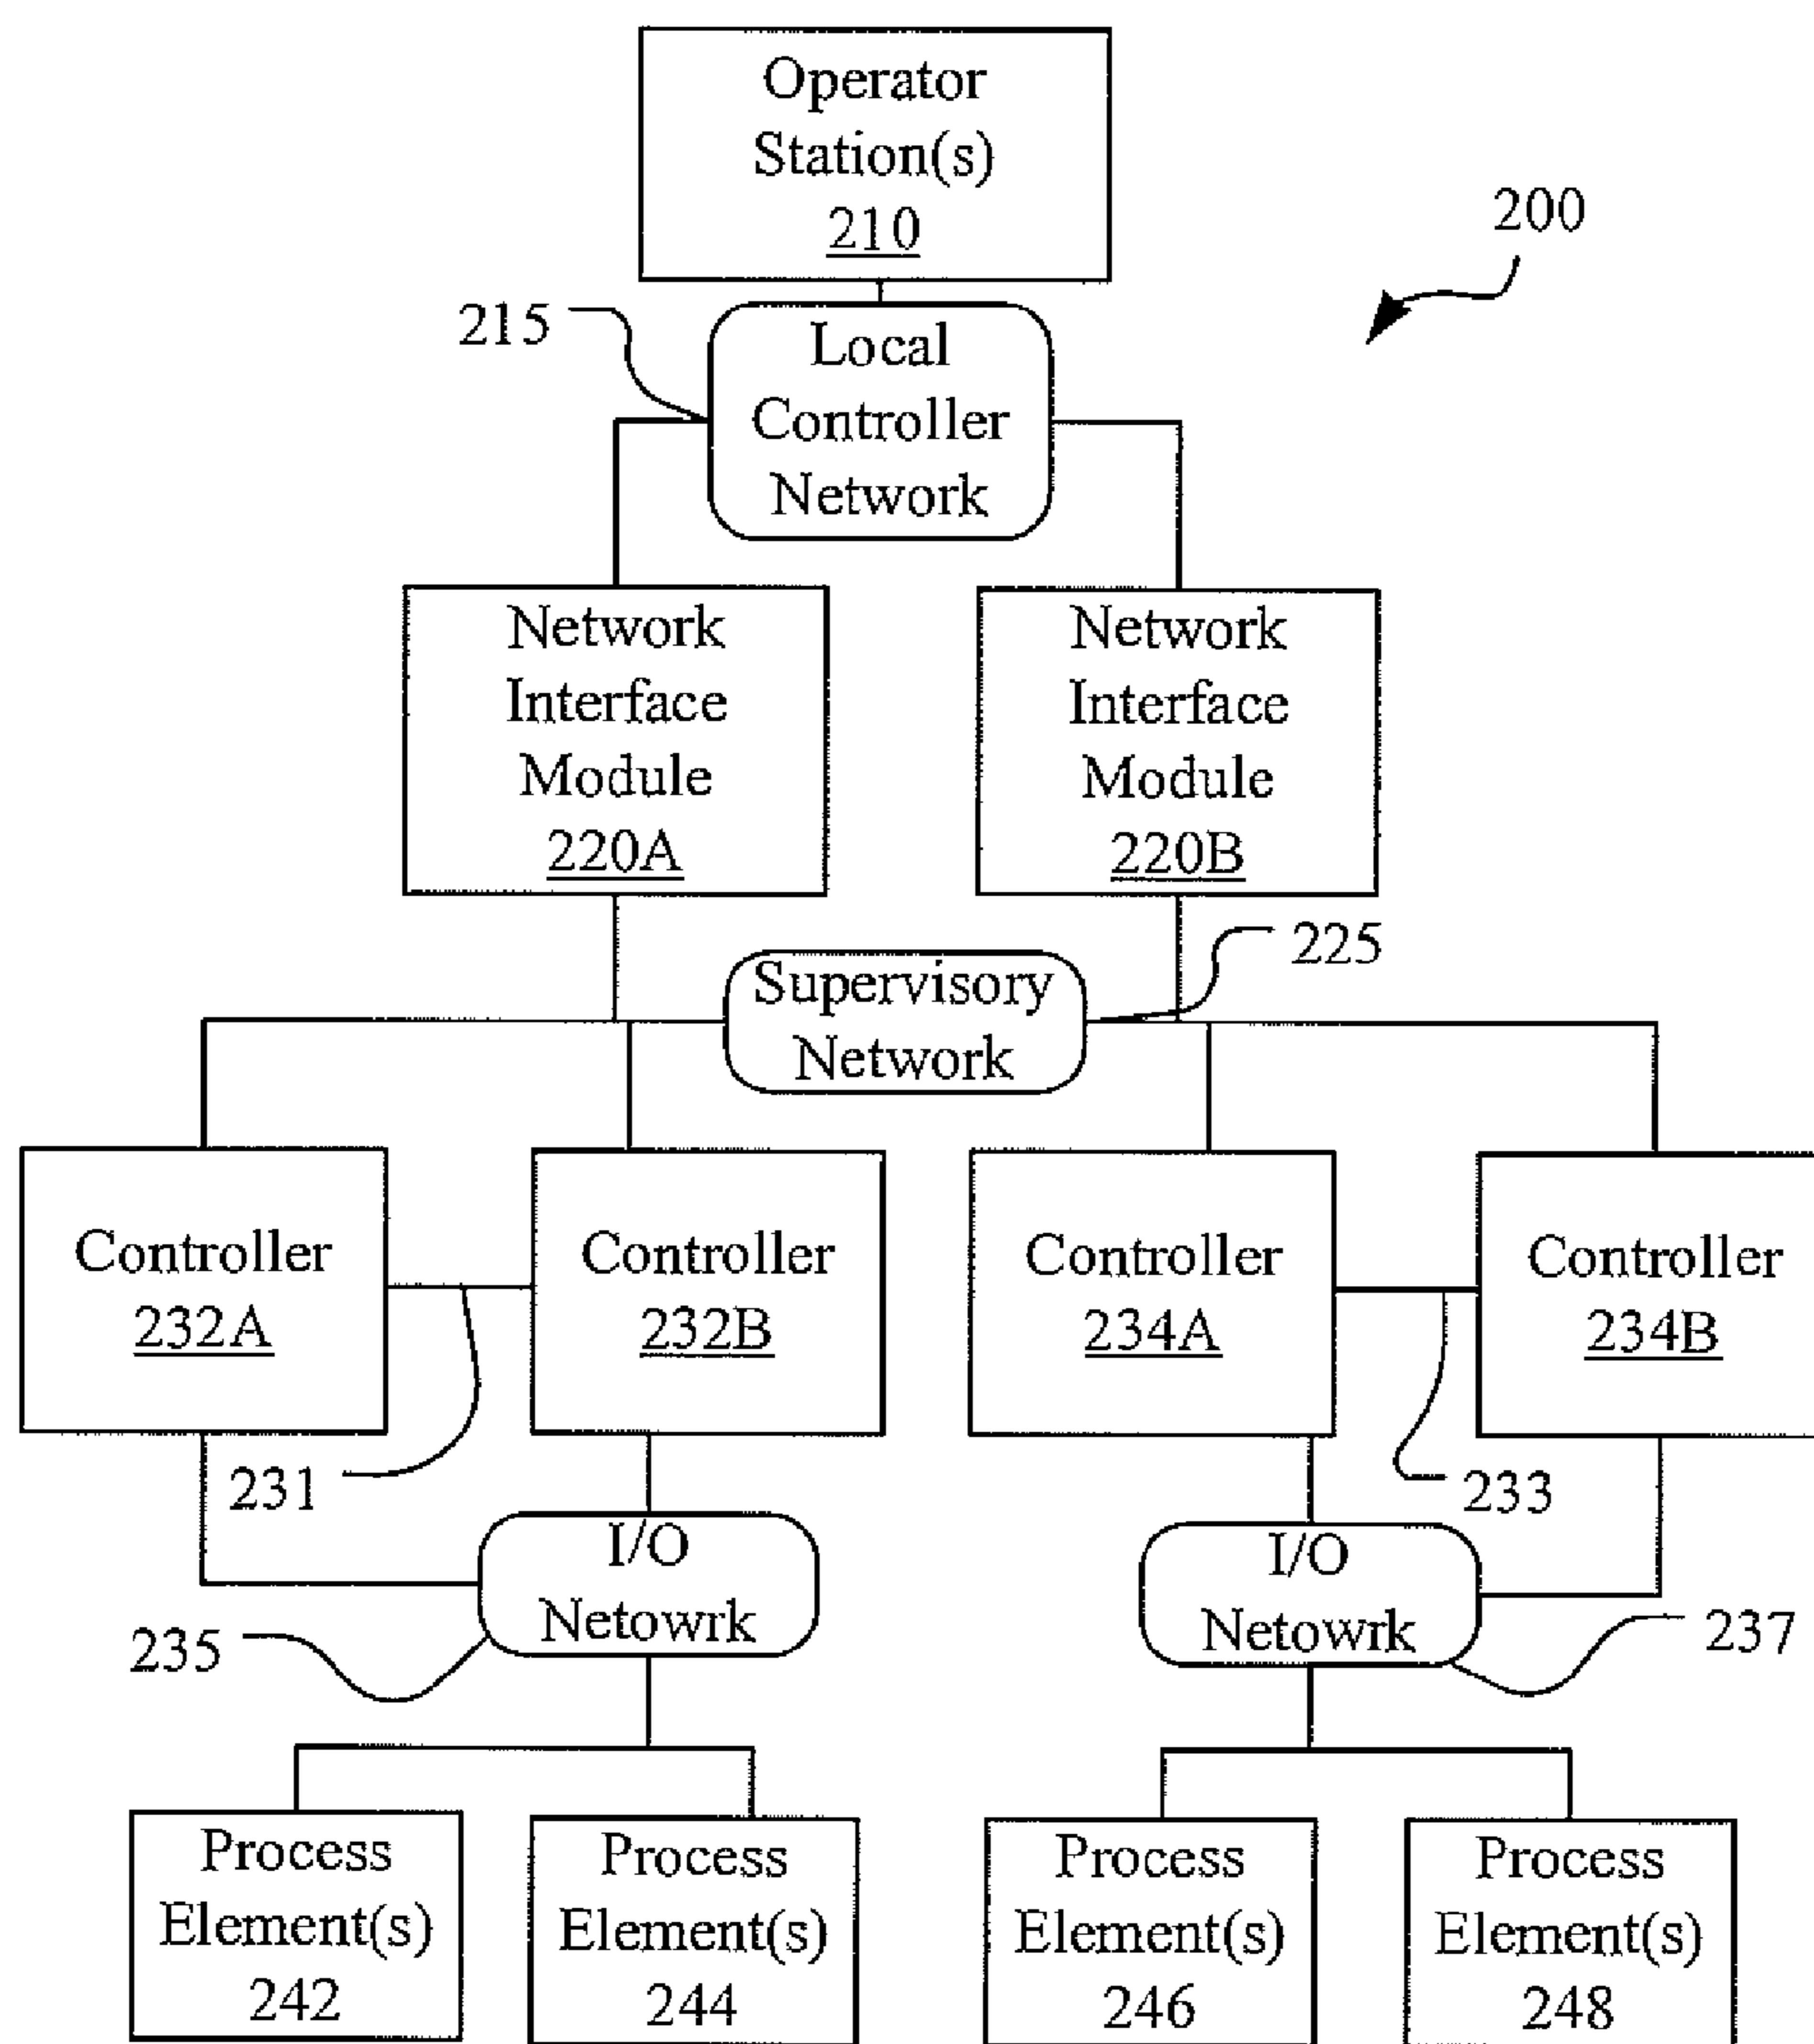 Operator
Station(s)
210
200
215
Local
Controller
Network
Network
Interface
Module
220A
Network
Interface
Module
220B
225
Supervisory
Network
Controller
232A
Controller
232B
Controller
234A
Controller
234B
231
233
I/O
Netowrk
I/O
Netowrk
235
237
Process
Element(s)
242
Process
Element(s)
244
Process
Element(s)
246
Process
Element(s)
248